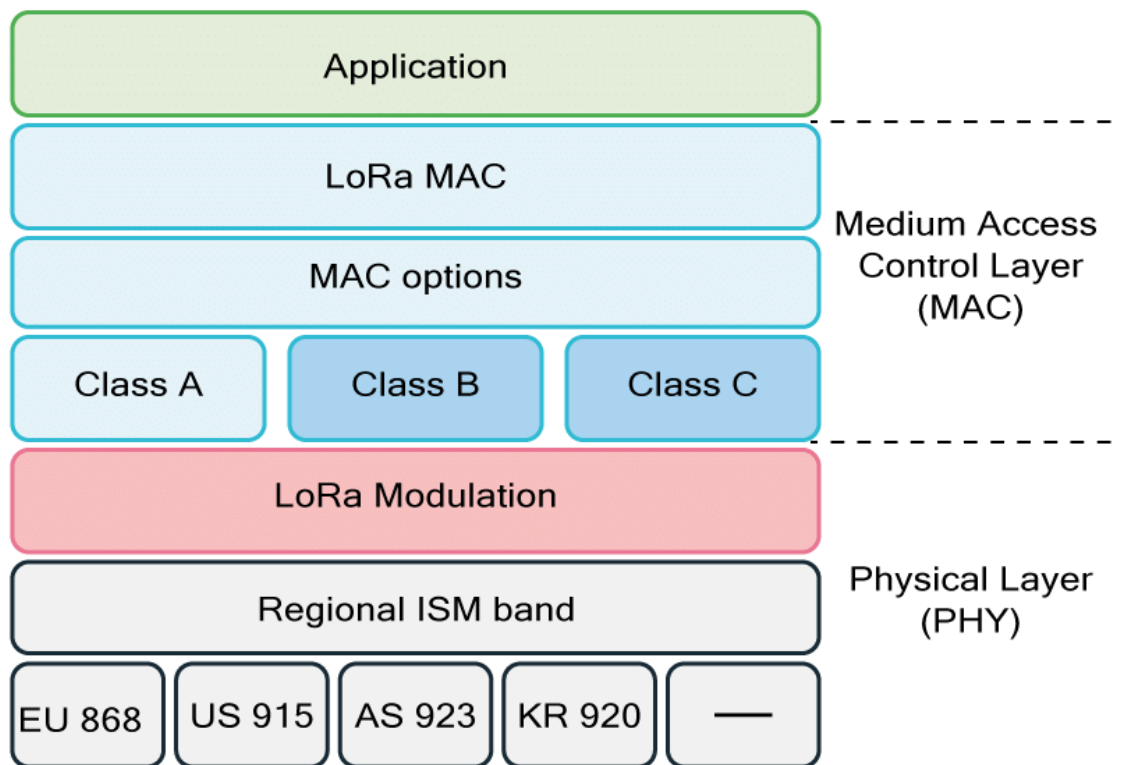 Application
LoRa MAC
MAC options
Class A
Class B
Class C
Medium Access
Control Layer
(MAC)
LoRa Modulation
Regional ISM band
EU 868
US 915
AS 923
KR 920
Physical Layer
(PHY)